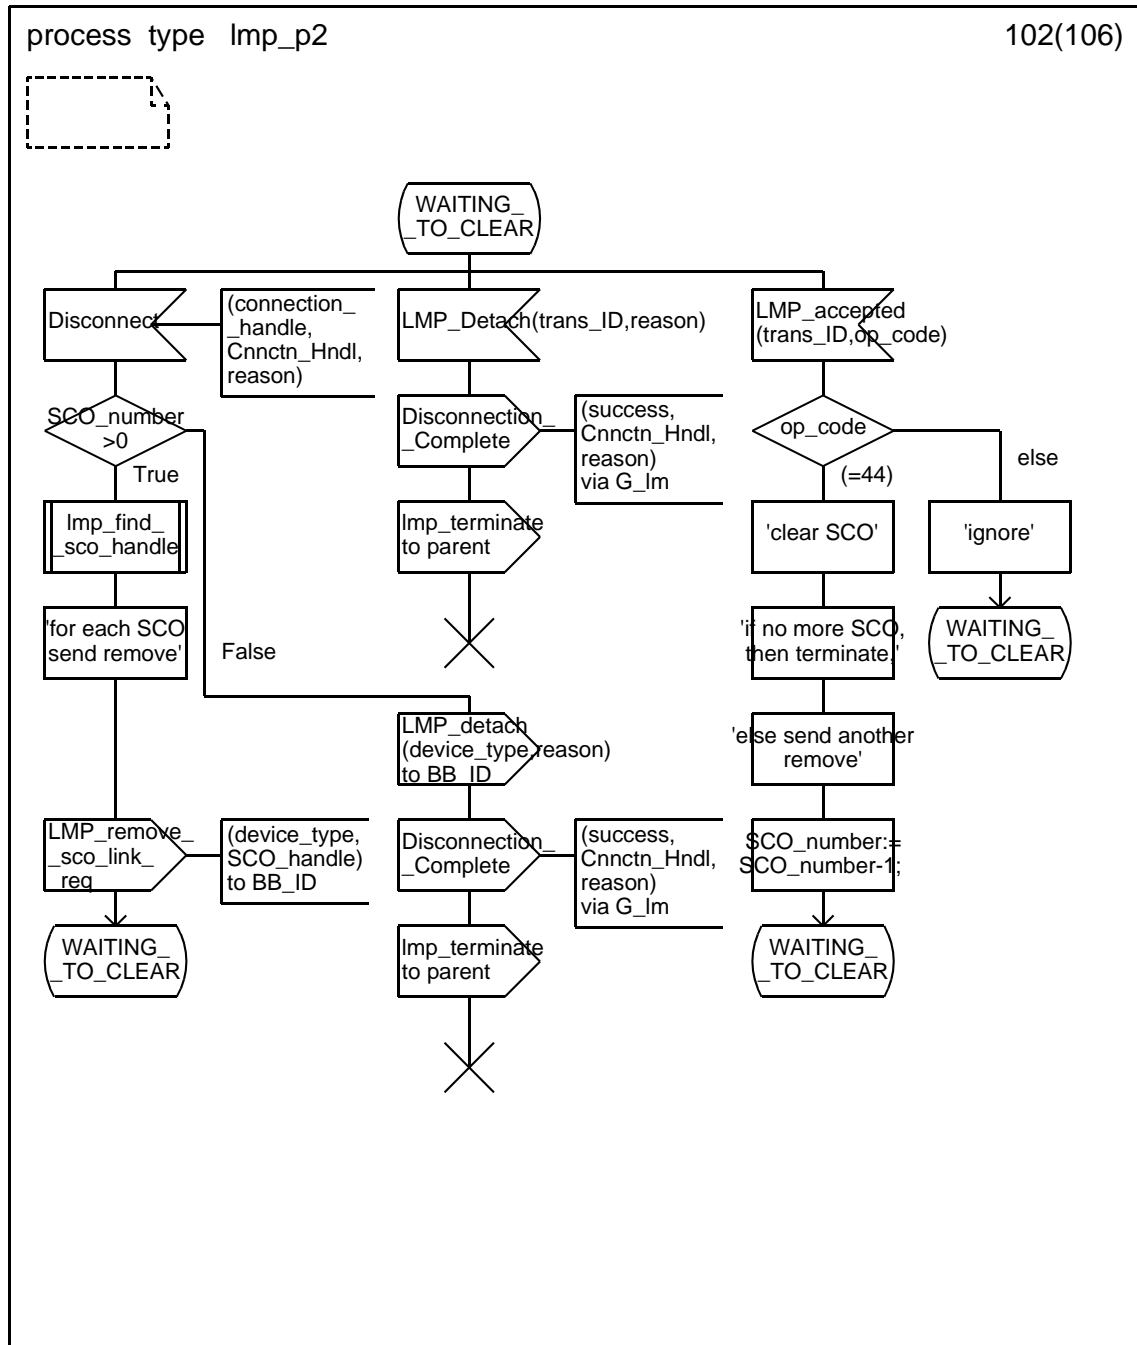 process type lmp_p2
102(106)
WAITING_
_TO_CLEAR
Disconnect
(connection_
_handle,
Cnnctn_Hndl,
reason)
LMP_Detach(trans_ID,reason)
LMP_accepted
(trans_ID,op_code)
SCO_number
>0
True
Disconnection_
_Complete
(success,
Cnnctn_Hndl,
reason)
via G_lm
op_code
(=44)
else
lmp_find_
_sco_handle
lmp_terminate
to parent
'clear SCO'
'ignore'
'for each SCO
send remove'
False
'if no more SCO,
then terminate,'
WAITING_
_TO_CLEAR
LMP_detach
(device_type,reason)
to BB_ID
'else send another
remove'
LMP_remove_
_sco_link_
req
(device_type,
SCO_handle)
to BB_ID
Disconnection_
_Complete
(success,
Cnnctn_Hndl,
reason)
via G_lm
SCO_number:=
SCO_number-1;
WAITING_
_TO_CLEAR
lmp_terminate
to parent
WAITING_
_TO_CLEAR